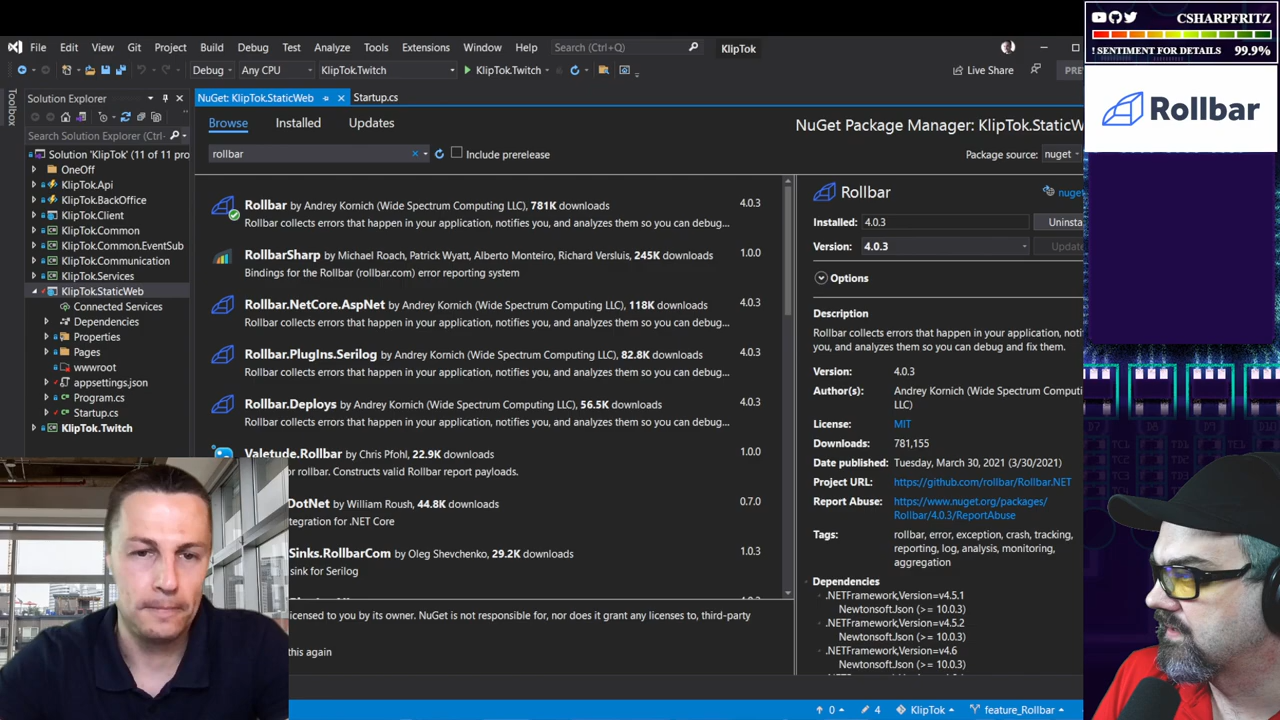 File Edit View Git Project Build Debug Test Analyze Tools Extensions Window Help Search (Ctrl+Q) KlipTok
Debug Any CPU KlipTok.Twitch KlipTok.Twitch Live Share
Toolbox
Solution Explorer
Search Solution Explorer (Ctrl+
Solution 'KlipTok' (11 of 11 pro
OneOff
KlipTok.Api
KlipTok.BackOffice
KlipTok.Client
KlipTok.Common
KlipTok.Common.EventSub
KlipTok.Communication
KlipTok.Services
KlipTok.StaticWeb
Connected Services
Dependencies
Properties
Pages
wwwroot
appsettings.json
Program.cs
Startup.cs
KlipTok.Twitch
NuGet: KlipTok.StaticWeb Startup.cs
Browse Installed Updates
NuGet Package Manager: KlipTok.StaticW
rollbar Include prerelease Package source: nuget
Rollbar by Andrey Kornich (Wide Spectrum Computing LLC), 781K downloads 4.0.3
Rollbar collects errors that happen in your application, notifies you, and analyzes them so you can debug...
RollbarSharp by Michael Roach, Patrick Wyatt, Alberto Monteiro, Richard Versluis, 245K downloads 1.0.0
Bindings for the Rollbar (rollbar.com) error reporting system
Rollbar.NetCore.AspNet by Andrey Kornich (Wide Spectrum Computing LLC), 118K downloads 4.0.3
Rollbar collects errors that happen in your application, notifies you, and analyzes them so you can debug...
Rollbar.PlugIns.Serilog by Andrey Kornich (Wide Spectrum Computing LLC), 82.8K downloads 4.0.3
Rollbar collects errors that happen in your application, notifies you, and analyzes them so you can debug...
Rollbar.Deploys by Andrey Kornich (Wide Spectrum Computing LLC), 56.5K downloads 4.0.3
Rollbar collects errors that happen in your application, notifies you, and analyzes them so you can debug...
Valetude.Rollbar by Chris Pfohl, 22.9K downloads 1.0.0
or rollbar. Constructs valid Rollbar report payloads.
DotNet by William Roush, 44.8K downloads 0.7.0
ntegration for .NET Core
Sinks.RollbarCom by Oleg Shevchenko, 29.2K downloads 1.0.3
sink for Serilog
icensed to you by its owner. NuGet is not responsible for, nor does it grant any licenses to, third-party
this again
Rollbar nuge
Installed: 4.0.3 Uninsta
Version: 4.0.3 Update
Options
Description
Rollbar collects errors that happen in your application, noti
you, and analyzes them so you can debug and fix them.
Version: 4.0.3
Author(s): Andrey Kornich (Wide Spectrum Computing
LLC)
License: MIT
Downloads: 781,155
Date published: Tuesday, March 30, 2021 (3/30/2021)
Project URL: https://github.com/rollbar/Rollbar.NET
Report Abuse: https://www.nuget.org/packages/
Rollbar/4.0.3/ReportAbuse
Tags: rollbar, error, exception, crash, tracking,
reporting, log, analysis, monitoring,
aggregation
Dependencies
.NETFramework,Version=v4.5.1
Newtonsoft.Json (>= 10.0.3)
.NETFramework,Version=v4.5.2
Newtonsoft.Json (>= 10.0.3)
.NETFramework,Version=v4.6
Newtonsoft.Json (>= 10.0.3)
0 4 KlipTok feature_Rollbar
CSHARPFRITZ
! SENTIMENT FOR DETAILS 99.9%
Rollbar